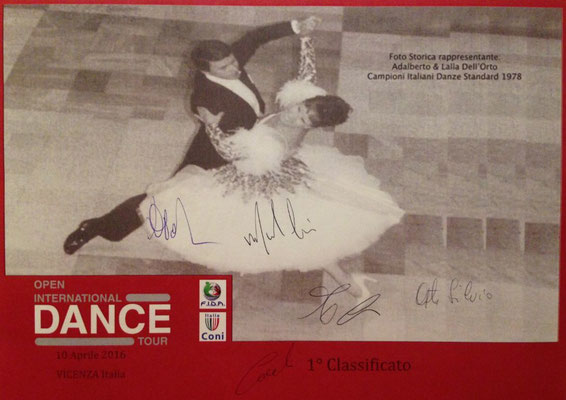 Foto Storica rappresentante:
Adalberto & Lalla Dell'Orto
Campioni Italiani Danze Standard 1978
OPEN
INTERNATIONAL
DANCE
TOUR
F.I.D.A.
Italia
Coni
10 Aprile 2016
VICENZA Italia
1° Classificato